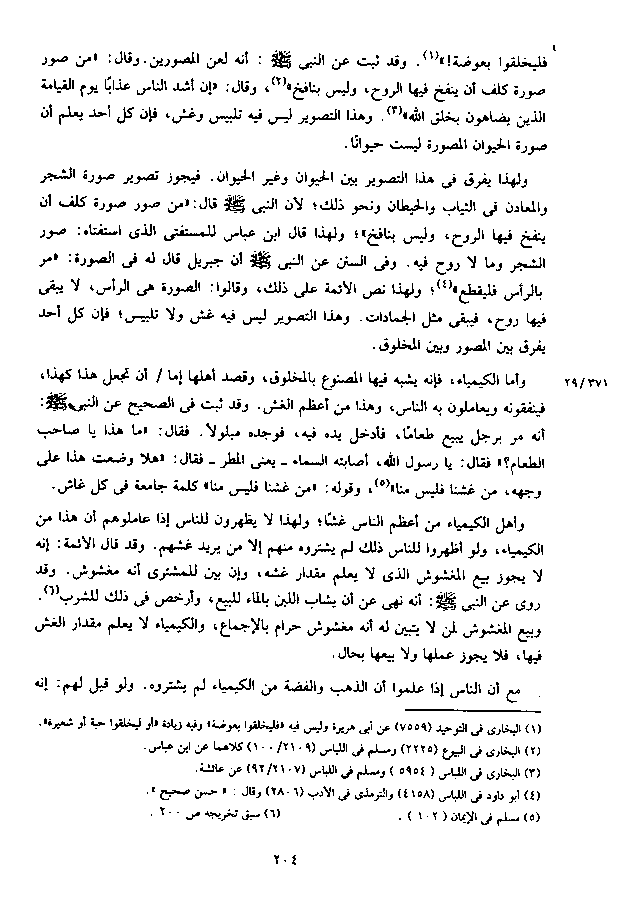 فليخلقوا بعوضة!»(١). وقد ثبت عن النبي ﷺ : أنه لعن المصورين. وقال: «من صور
صورة كلف أن ينفخ فيها الروح، وليس بنافخ»(٢)، وقال: «إن أشد الناس عذابًا يوم القيامة
الذين يضاهون بخلق الله»(٣). وهذا التصوير ليس فيه تلبيس وغش، فإن كل أحد يعلم أن
صورة الحيوان المصورة ليست حيوانًا.
ولهذا يفرق في هذا التصوير بين الحيوان وغير الحيوان. فيجوز تصوير صورة الشجر
والمعادن في الثياب والحيطان ونحو ذلك؛ لأن النبي ﷺ قال: «من صور صورة كلف أن
ينفخ فيها الروح، وليس بنافخ»؛ ولهذا قال ابن عباس للمستفتي الذي استفتاه: صور
الشجر وما لا روح فيه. وفي السنن عن النبي ﷺ أن جبريل قال له في الصورة: «مر
بالرأس فليقطع»(٤)؛ ولهذا نص الأئمة على ذلك، وقالوا: الصورة هي الرأس، لا يبقى
فيها روح، فيبقى مثل الجمادات. وهذا التصوير ليس فيه غش ولا تلبيس؛ فإن كل أحد
يفرق بين المصور وبين المخلوق.
٢٩/٣٧١ وأما الكيمياء، فإنه يشبه فيها المصنوع بالمخلوق، وقصد أهلها إما / أن تجعل هذا كهذا،
فينفقونه ويعاملون به الناس، وهذا من أعظم الغش. وقد ثبت في الصحيح عن النبي ﷺ:
أنه مر برجل يبيع طعامًا، فأدخل يده فيه، فوجده مبلولاً. فقال: «ما هذا يا صاحب
الطعام؟» فقال: يا رسول الله، أصابته السماء ـ يعني المطر ـ فقال: «هلا وضعت هذا على
وجهه، من غشنا فليس منا»(٥)، وقوله: «من غشنا فليس منا» كلمة جامعة في كل غاش.
وأهل الكيمياء من أعظم الناس غشًا؛ ولهذا لا يظهرون للناس إذا عاملوهم أن هذا من
الكيمياء، ولو أظهروا للناس ذلك لم يشتروه منهم إلا من يريد غشهم. وقد قال الأئمة: إنه
لا يجوز بيع المغشوش الذي لا يعلم مقدار غشه، وإن بين للمشتري أنه مغشوش. وقد
روى عن النبي ﷺ: أنه نهى عن أن يشاب اللبن بالماء للبيع، وأرخص في ذلك للشرب(٦).
وبيع المغشوش لمن لا يتبين له أنه مغشوش حرام بالإجماع، والكيمياء لا يعلم مقدار الغش
فيها، فلا يجوز عملها ولا بيعها بحال.
مع أن الناس إذا علموا أن الذهب والفضة من الكيمياء لم يشتروه. ولو قيل لهم: إنه
(١) البخاري في التوحيد (٧٥٥٩) عن أبي هريرة وليس فيه «فليخلقوا بعوضة» وفيه زيادة «أو ليخلقوا حبة أو شعيرة».
(٢) البخاري في البيوع (٢٢٢٥) ومسلم في اللباس (٢١٠٩/١٠٠) كلاهما عن ابن عباس.
(٣) البخاري في اللباس (٥٩٥٤) ومسلم في اللباس (٢١٠٧/٩٢) عن عائشة.
(٤) أبو داود في اللباس (٤١٥٨) والترمذي في الأدب (٢٨٠٦) وقال : « حسن صحيح ».
(٥) مسلم في الإيمان (١٠٢). (٦) سبق تخريجه ص ٢٠٠ .
٢٠٤